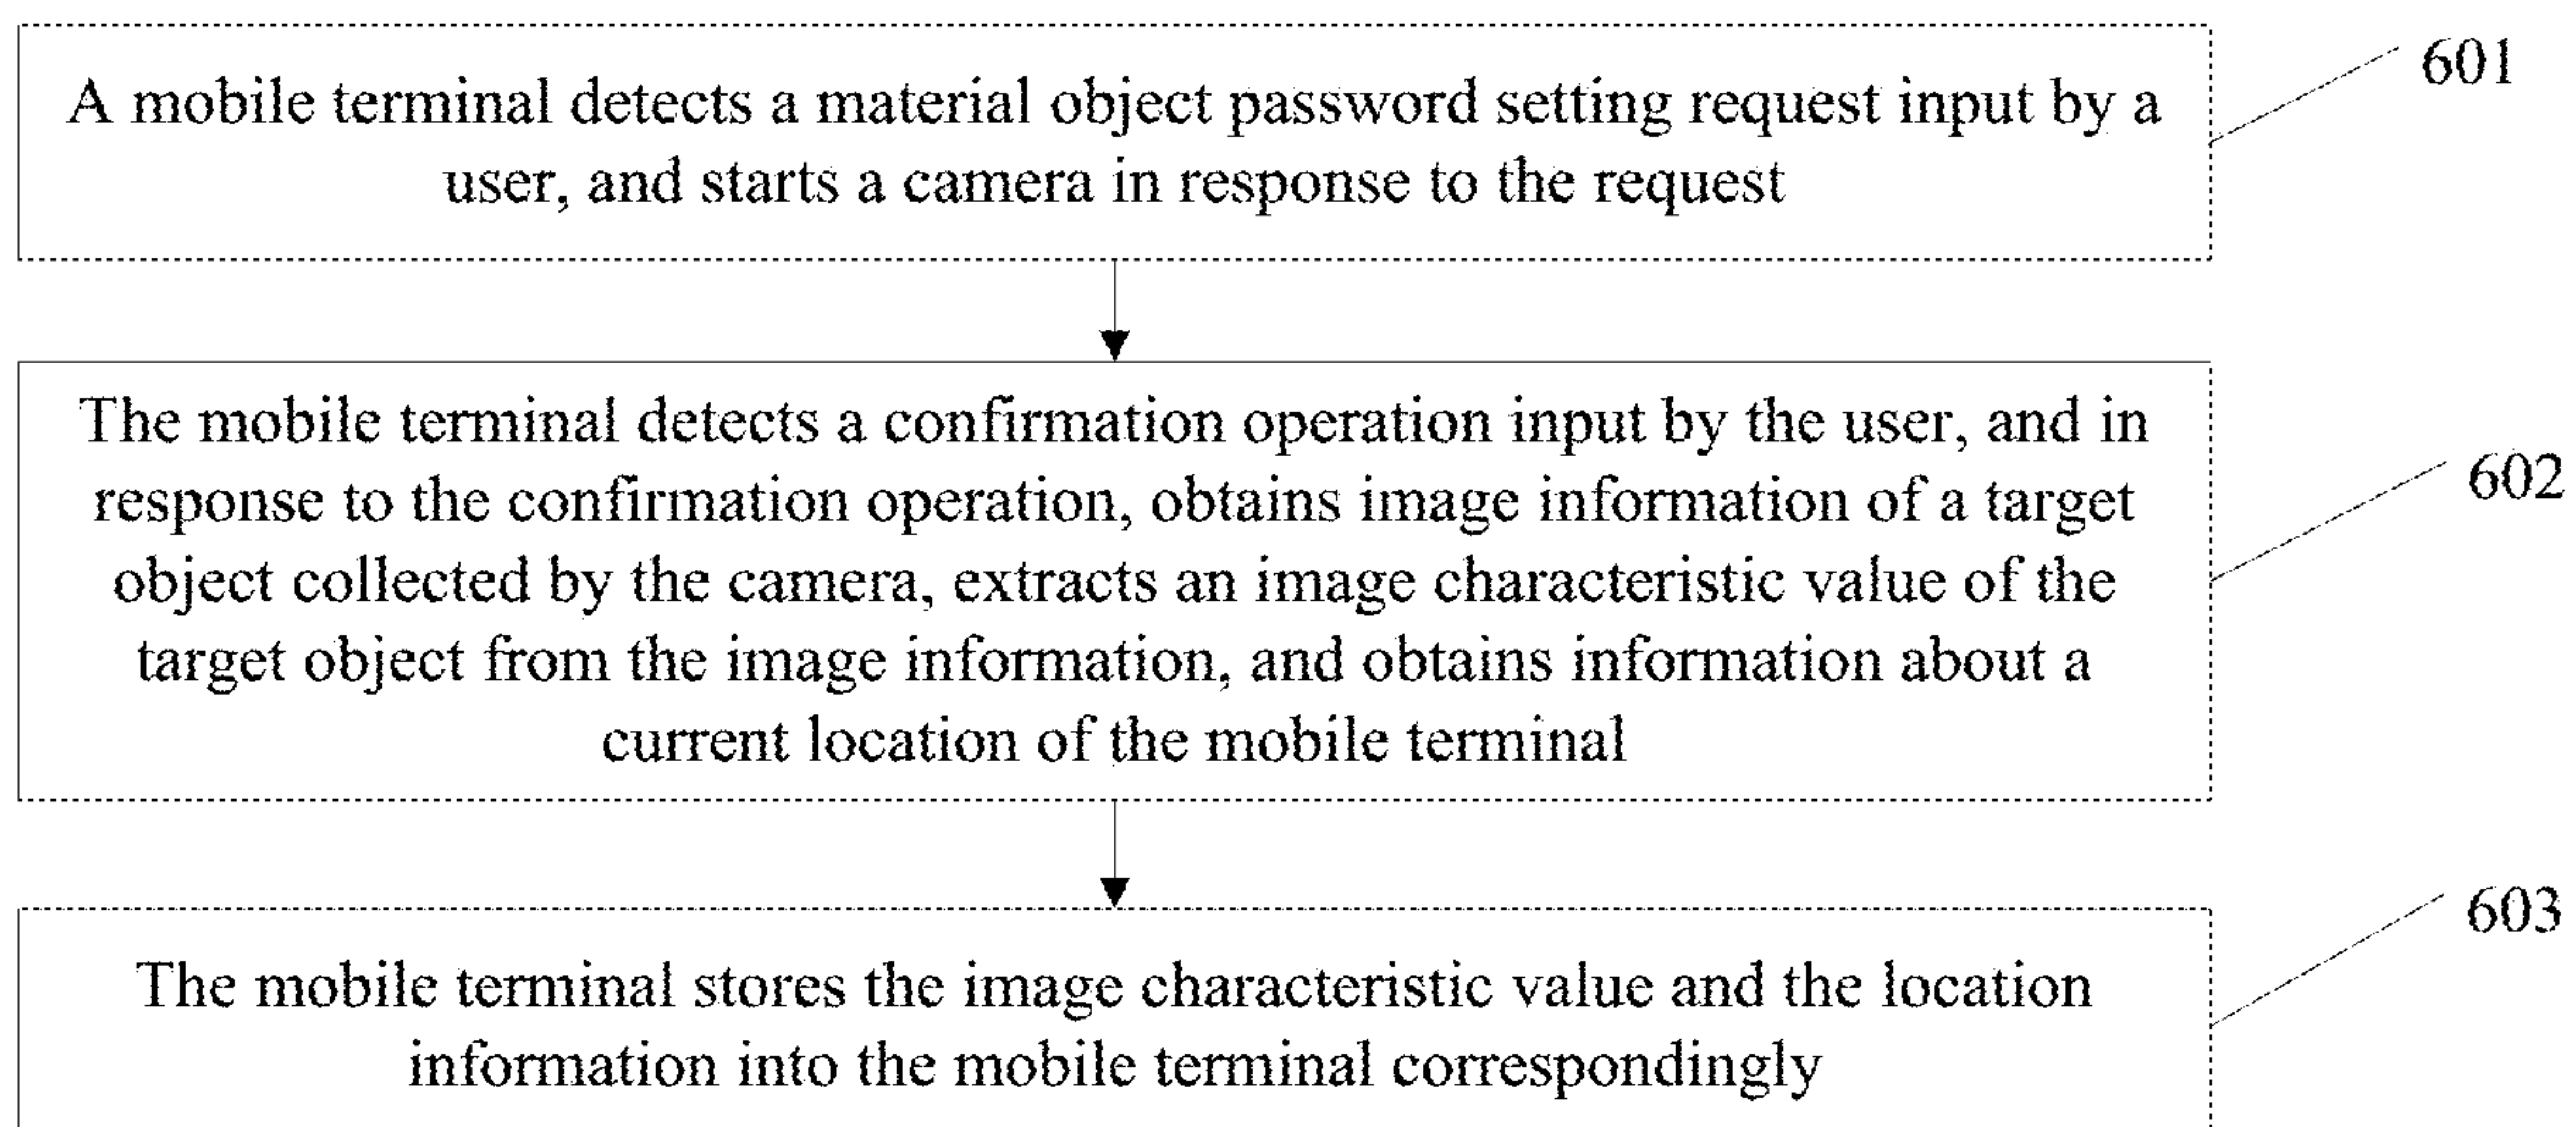 A mobile terminal detects a material object password setting request input by a
user, and starts a camera in response to the request
601
The mobile terminal detects a confirmation operation input by the user, and in
response to the confirmation operation, obtains image information of a target
object collected by the camera, extracts an image characteristic value of the
target object from the image information, and obtains information about a
current location of the mobile terminal
602
The mobile terminal stores the image characteristic value and the location
information into the mobile terminal correspondingly
603